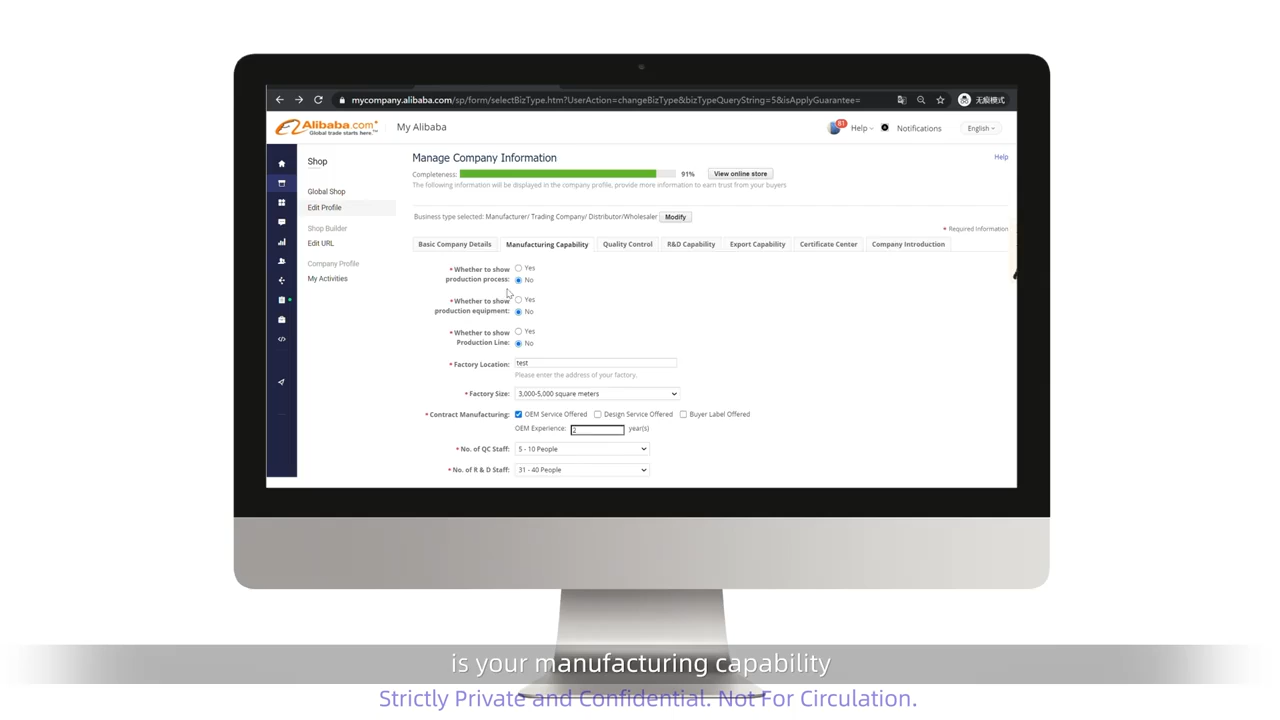 mycompany.alibaba.com/sp/form/selectBizType.htm?UserAction=changeBizType&bizTypeQueryString=5&isApplyGuarantee=
无痕模式
Alibaba.com
Global trade starts here.™
My Alibaba
81
Help
Notifications
English
Shop
Global Shop
Edit Profile
Shop Builder
Edit URL
Company Profile
My Activities
Manage Company Information
Help
Completeness:
91%
View online store
The following information will be displayed in the company profile, provide more information to earn trust from your buyers
Business type selected: Manufacturer/ Trading Company/ Distributor/Wholesaler
Modify
* Required Information
Basic Company Details
Manufacturing Capability
Quality Control
R&D Capability
Export Capability
Certificate Center
Company Introduction
* Whether to show production process:
Yes
No
* Whether to show production equipment:
Yes
No
* Whether to show Production Line:
Yes
No
* Factory Location:
test
Please enter the address of your factory.
* Factory Size:
3,000-5,000 square meters
* Contract Manufacturing:
OEM Service Offered
Design Service Offered
Buyer Label Offered
OEM Experience:
2
year(s)
* No. of QC Staff:
5 - 10 People
* No. of R & D Staff:
31 - 40 People
is your manufacturing capability
Strictly Private and Confidential. Not For Circulation.